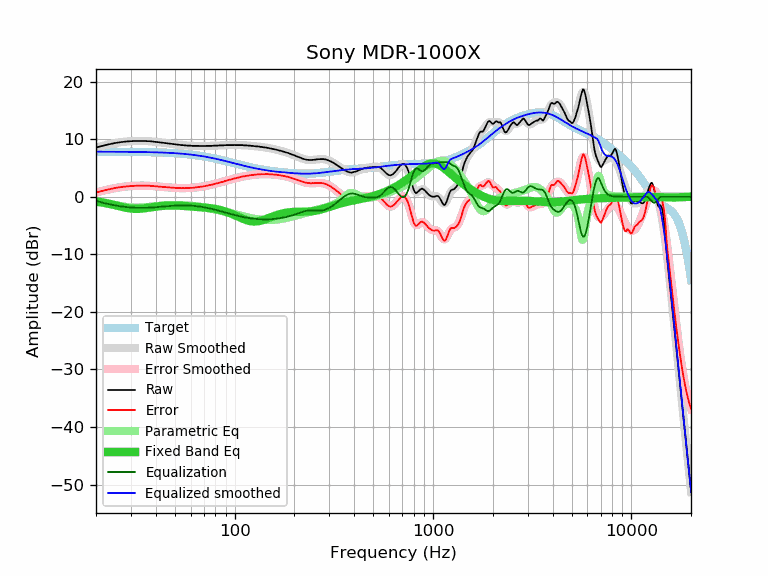 Sony MDR-1000X
Amplitude (dBr)
20
10
0
−10
−20
−30
−40
−50
Target
Raw Smoothed
Error Smoothed
Raw
Error
Parametric Eq
Fixed Band Eq
Equalization
Equalized smoothed
100
1000
10000
Frequency (Hz)